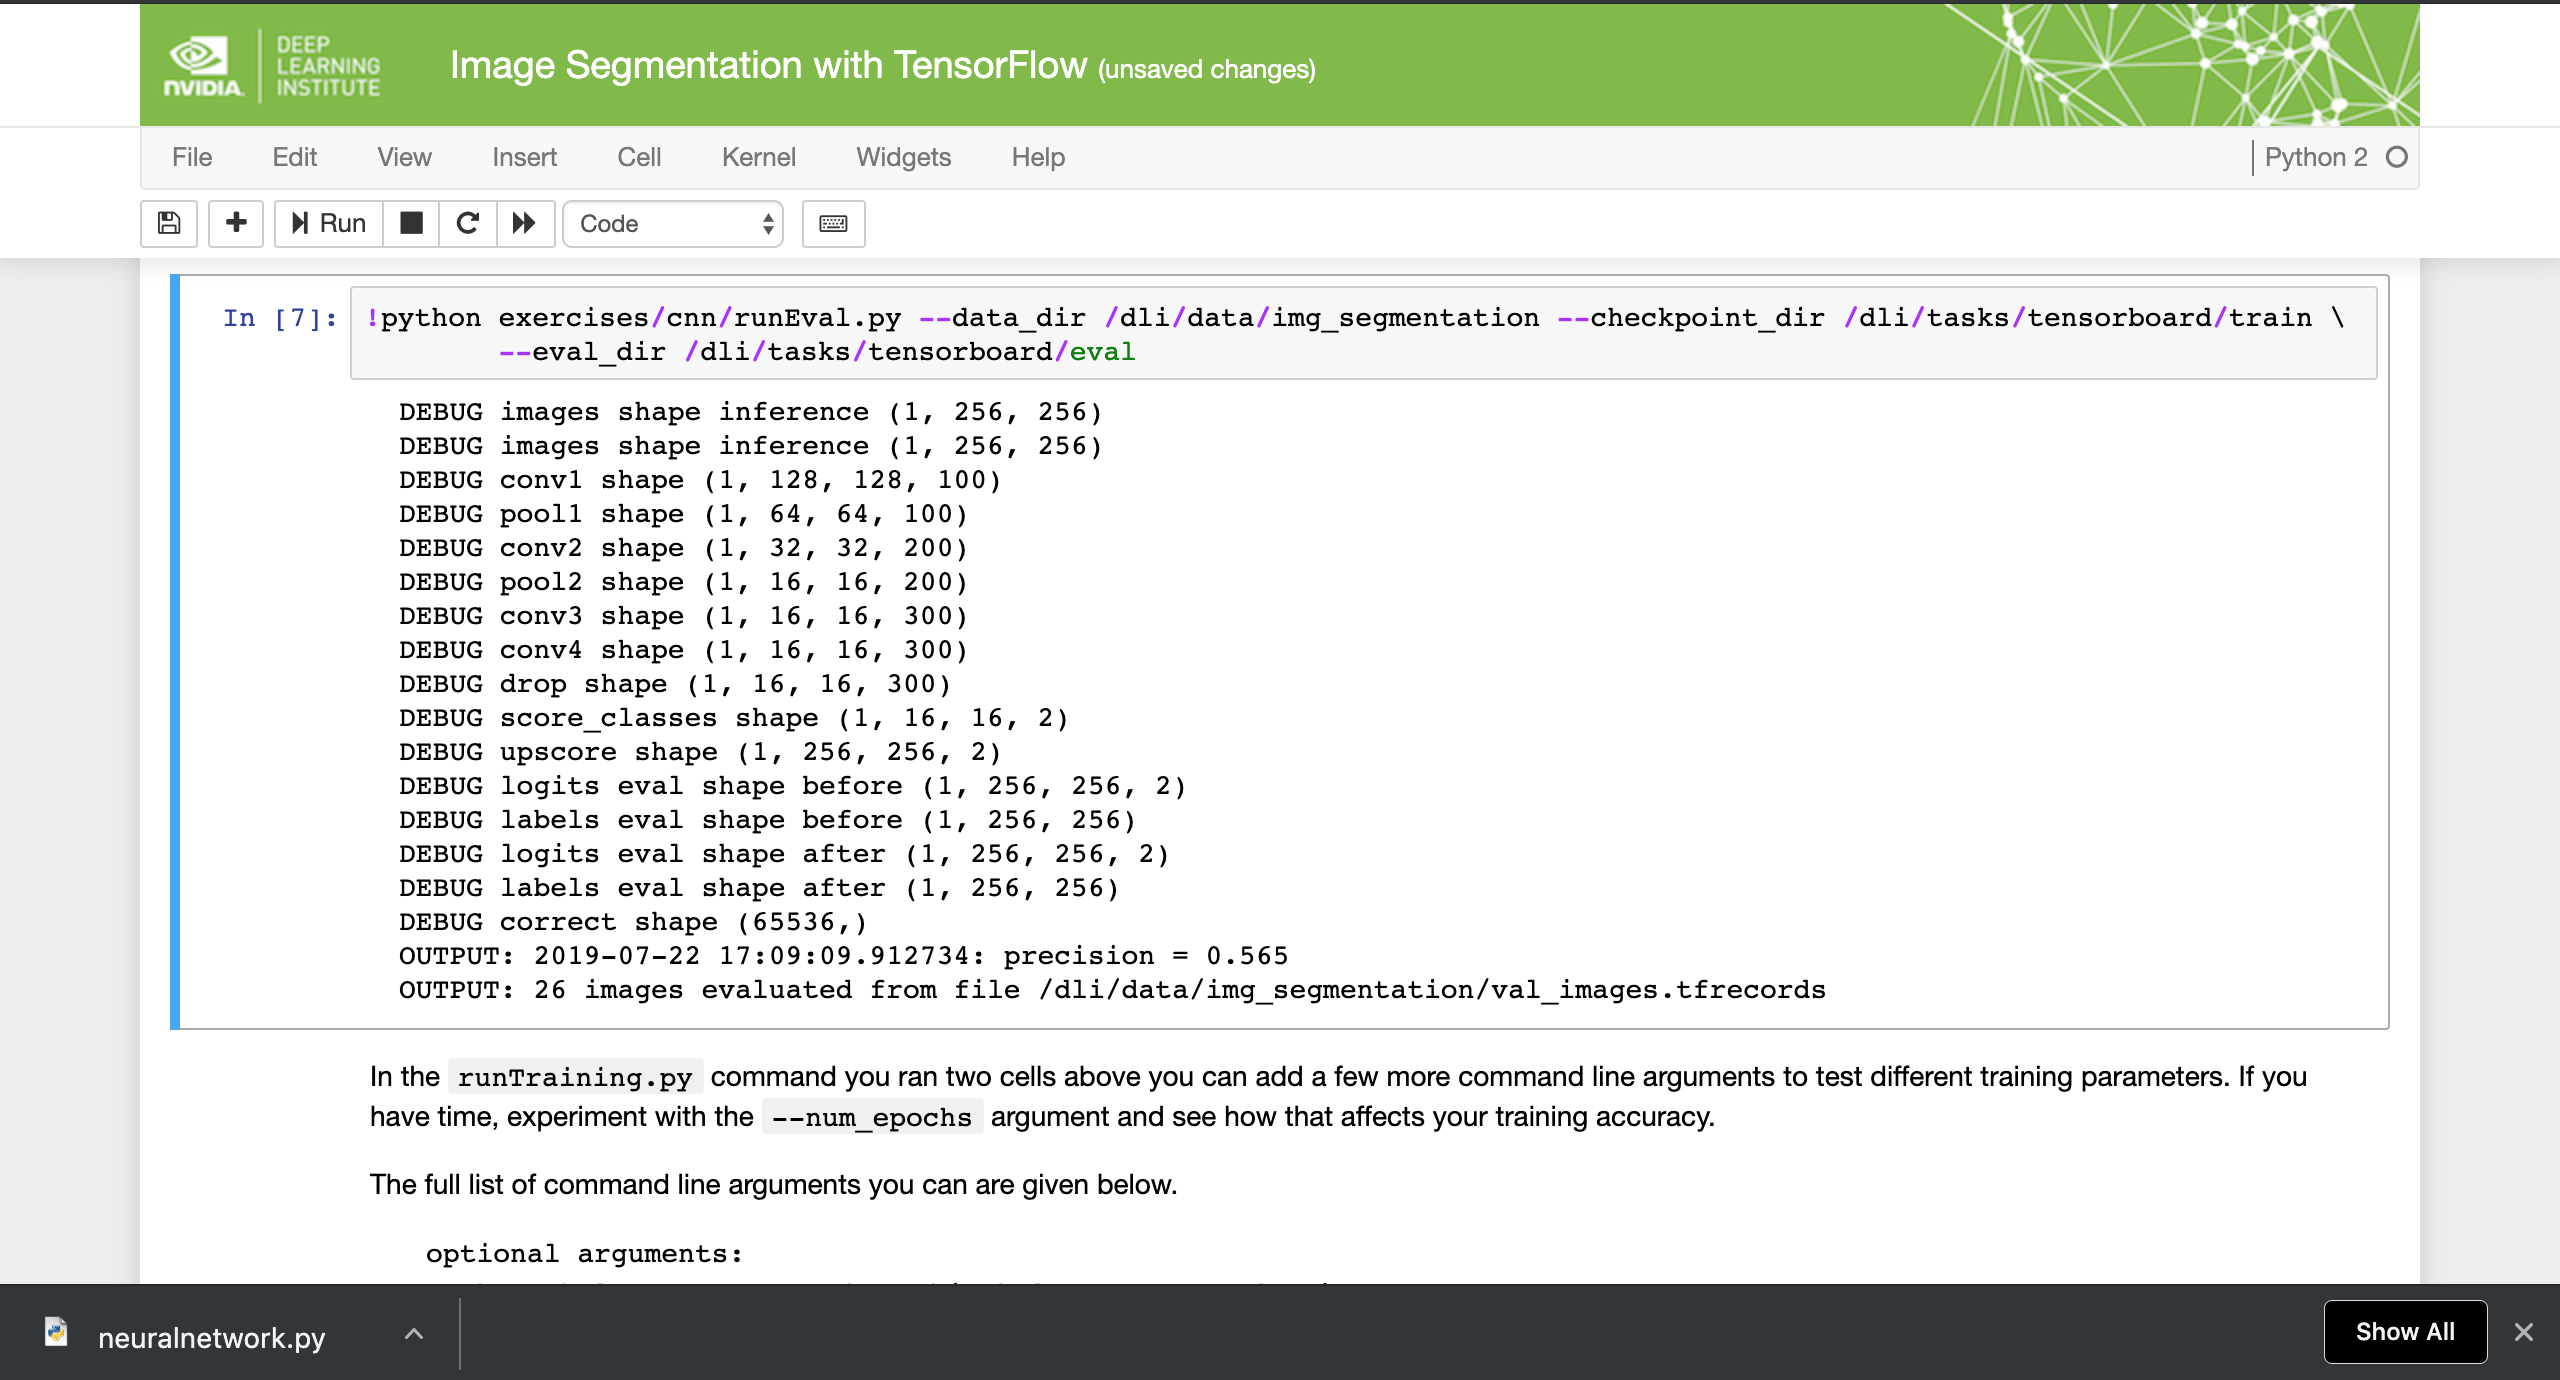 NVIDIA.
DEEP
LEARNING
INSTITUTE
Image Segmentation with TensorFlow (unsaved changes)
File Edit View Insert Cell Kernel Widgets Help Python 2
Run Code
In [7]: !python exercises/cnn/runEval.py --data_dir /dli/data/img_segmentation --checkpoint_dir /dli/tasks/tensorboard/train \
--eval_dir /dli/tasks/tensorboard/eval
DEBUG images shape inference (1, 256, 256)
DEBUG images shape inference (1, 256, 256)
DEBUG conv1 shape (1, 128, 128, 100)
DEBUG pool1 shape (1, 64, 64, 100)
DEBUG conv2 shape (1, 32, 32, 200)
DEBUG pool2 shape (1, 16, 16, 200)
DEBUG conv3 shape (1, 16, 16, 300)
DEBUG conv4 shape (1, 16, 16, 300)
DEBUG drop shape (1, 16, 16, 300)
DEBUG score_classes shape (1, 16, 16, 2)
DEBUG upscore shape (1, 256, 256, 2)
DEBUG logits eval shape before (1, 256, 256, 2)
DEBUG labels eval shape before (1, 256, 256)
DEBUG logits eval shape after (1, 256, 256, 2)
DEBUG labels eval shape after (1, 256, 256)
DEBUG correct shape (65536,)
OUTPUT: 2019-07-22 17:09:09.912734: precision = 0.565
OUTPUT: 26 images evaluated from file /dli/data/img_segmentation/val_images.tfrecords
In the runTraining.py command you ran two cells above you can add a few more command line arguments to test different training parameters. If you
have time, experiment with the --num_epochs argument and see how that affects your training accuracy.
The full list of command line arguments you can are given below.
optional arguments:
neuralnetwork.py
Show All